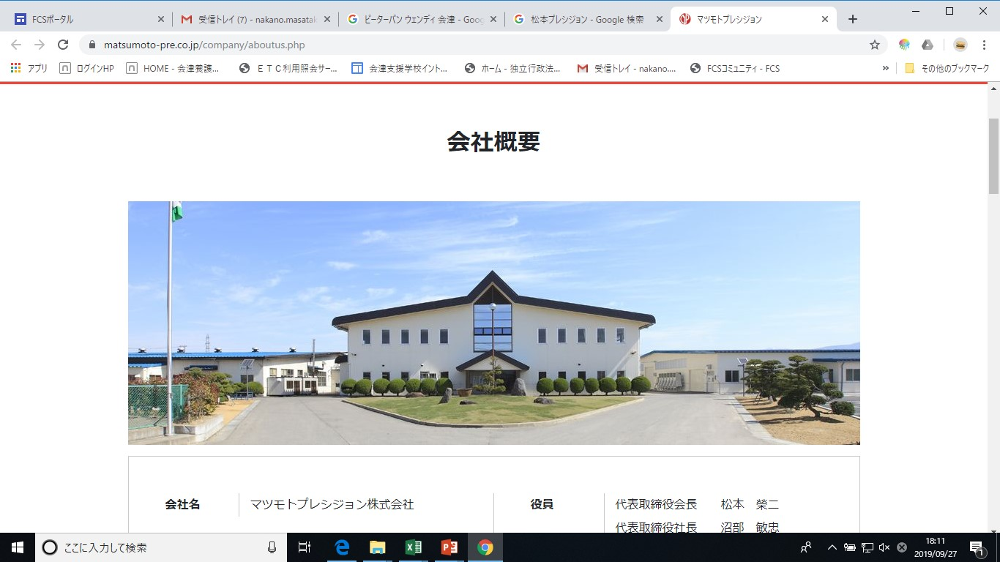 FCSポータル
受信トレイ (7) - nakano.masatak
ピーターパン ウェンディ 会津 - Goog
松本プレシジョン - Google 検索
マツモトプレシジョン
matsumoto-pre.co.jp/company/aboutus.php
アプリ
ログインHP
HOME - 会津養護...
ＥＴＣ利用照会サー...
会津支援学校イント...
ホーム - 独立行政法...
受信トレイ - nakano....
FCSコミュニティ - FCS
»
その他のブックマーク
会社概要
会社名
マツモトプレシジョン株式会社
役員
代表取締役会長 松本 榮二
代表取締役社長 沼部 敏忠
ここに入力して検索
18:11
2019/09/27
1